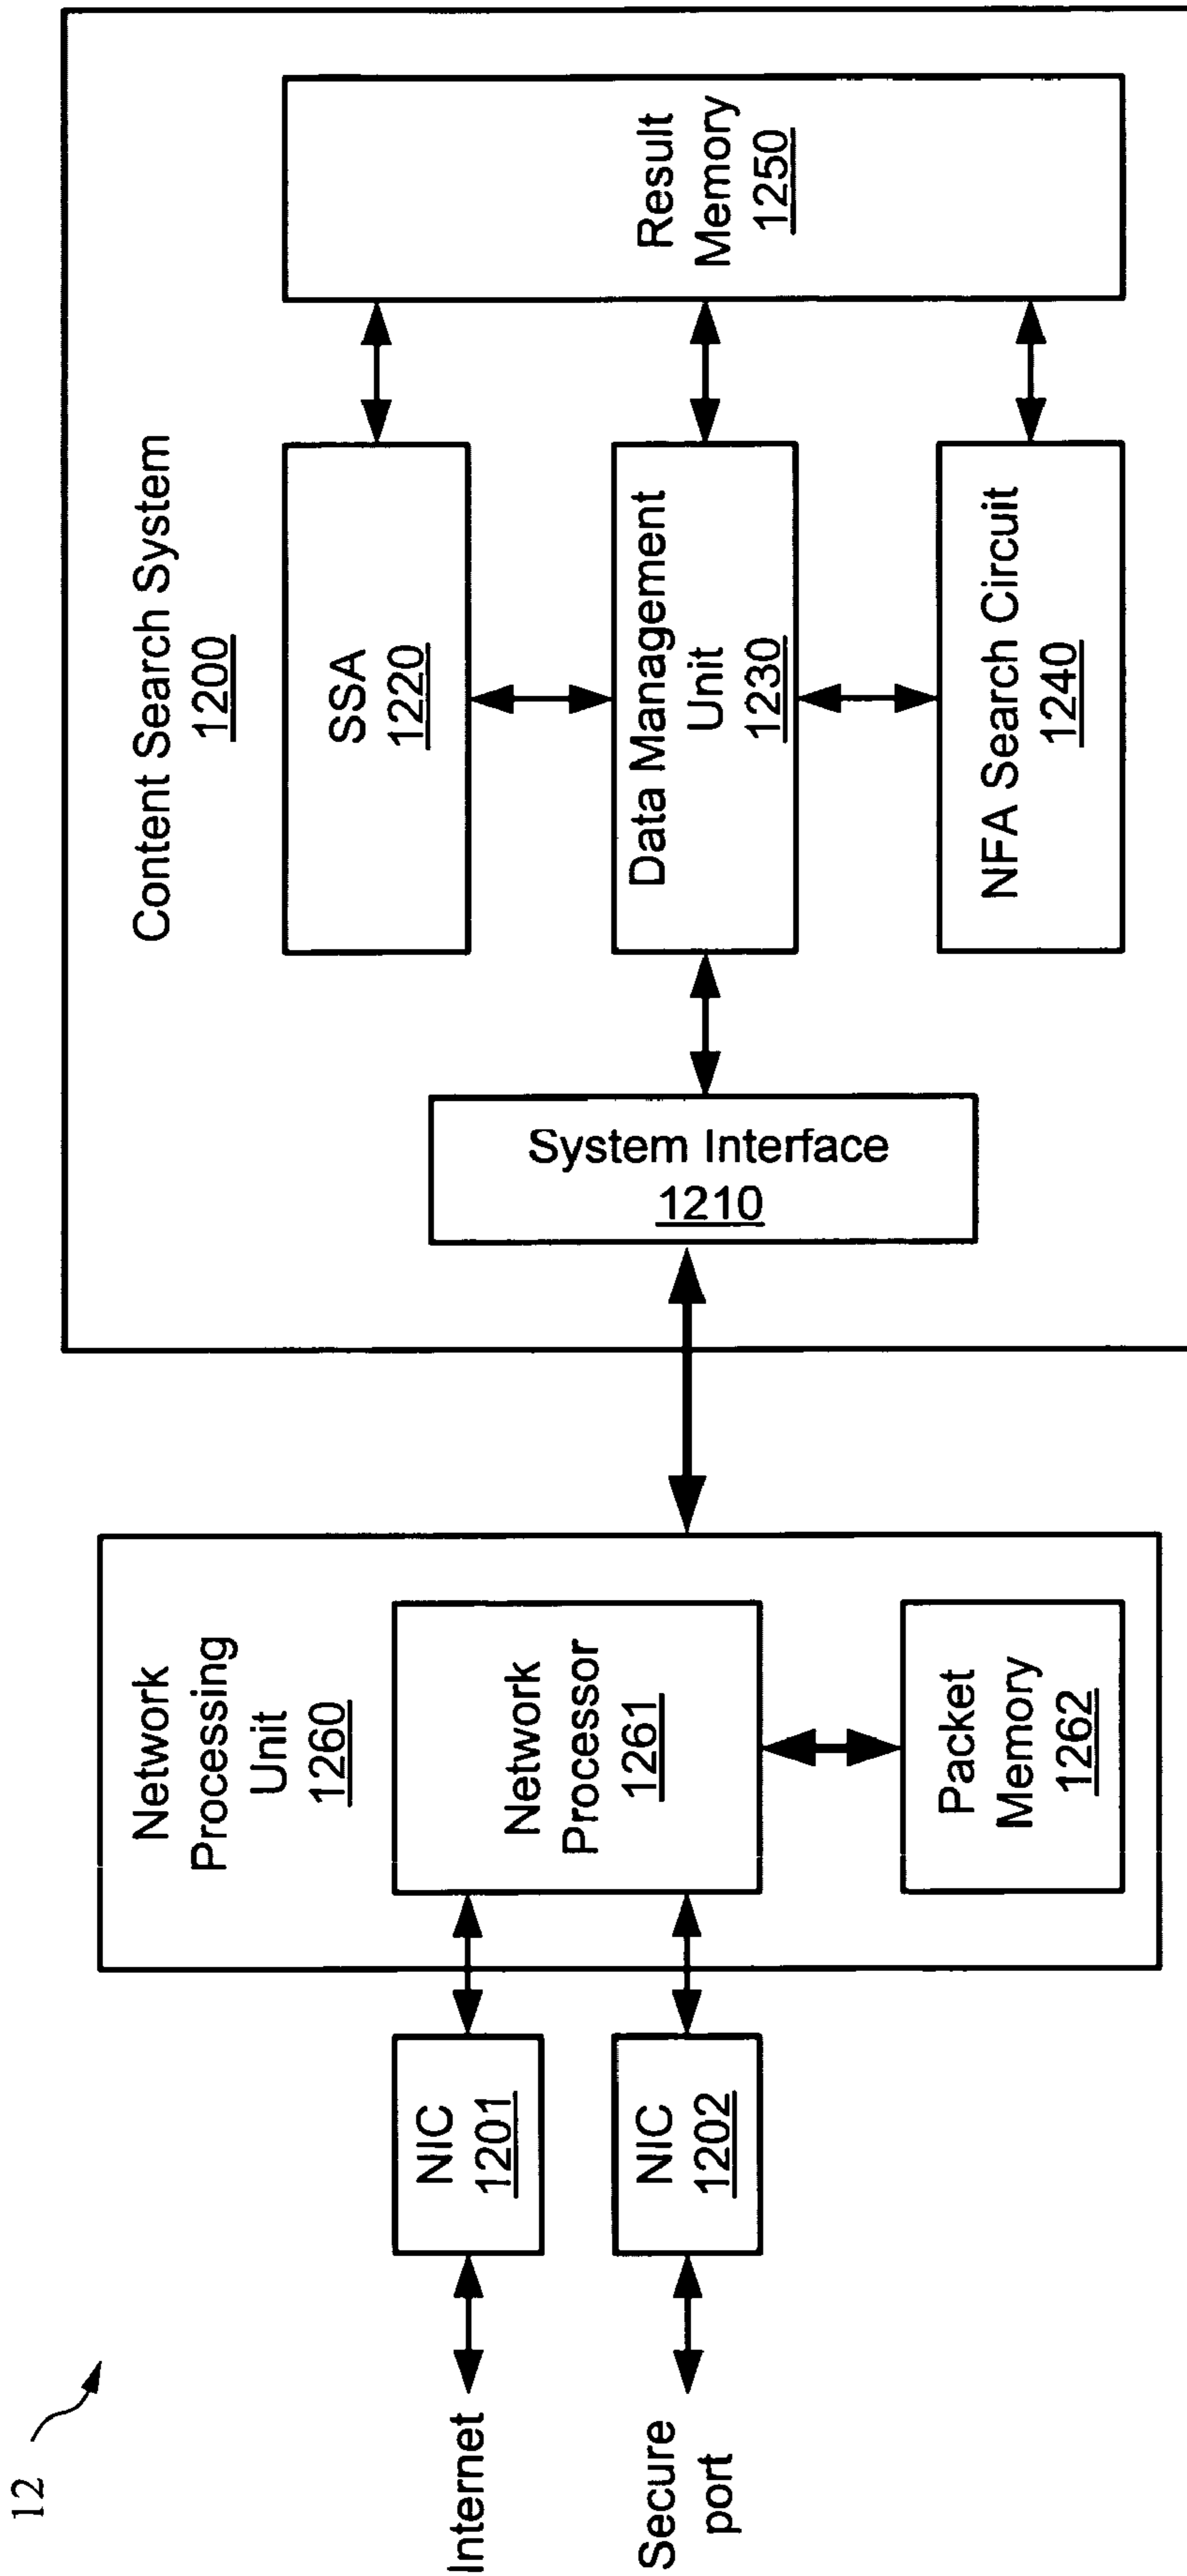 12
Internet
Secure
port
NIC
1201
NIC
1202
Network
Processing
Unit
1260
Network
Processor
1261
Packet
Memory
1262
Content Search System
1200
System Interface
1210
SSA
1220
Data Management
Unit
1230
NFA Search Circuit
1240
Result
Memory
1250